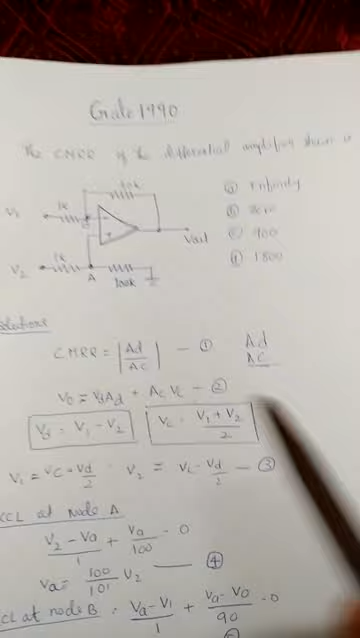 Gate 1990
The CMRR of the differential amplifier shown is
90k
ⓐ infinity
1k
ⓑ zero
V1
B
ⓒ 900
Vout
ⓓ 1800
1k
V2
A
100k
Solutions
CMRR = |Ad/AC| — ①
Ad
AC
V0 = VdAd + AcVc — ②
Vd = V1 - V2
Vc = V1 + V2 / 2
V1 = VC + Vd/2
V2 = Vc - Vd/2 — ③
KCL at Node A
V2 - Va / 1 + Va / 100 = 0
Va = 100/101 V2 — ④
KCL at node B : Va - V1 / 1 + Va - V0 / 90 = 0